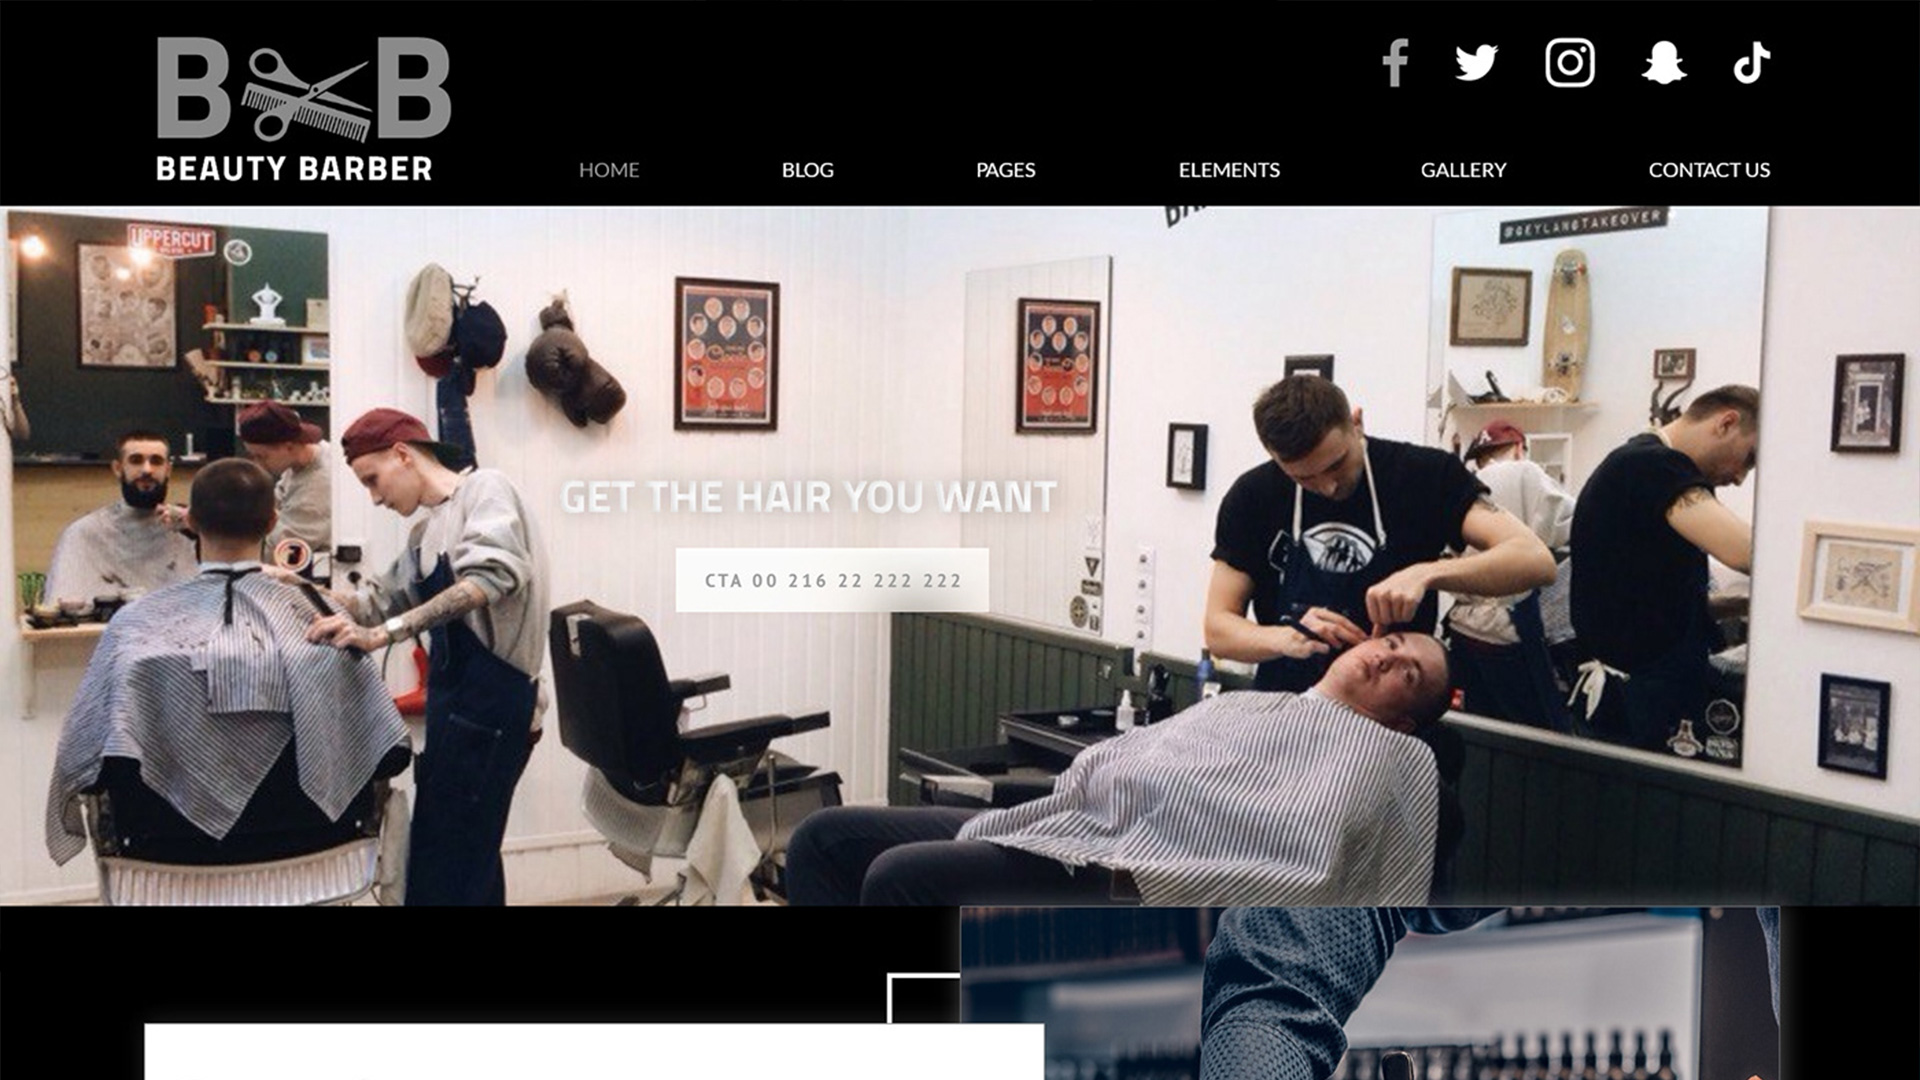 B B
BEAUTY BARBER
HOME BLOG PAGES ELEMENTS GALLERY CONTACT US
UPPERCUT
@GEYLANGTAKEOVER
GET THE HAIR YOU WANT
CTA 00 216 22 222 222